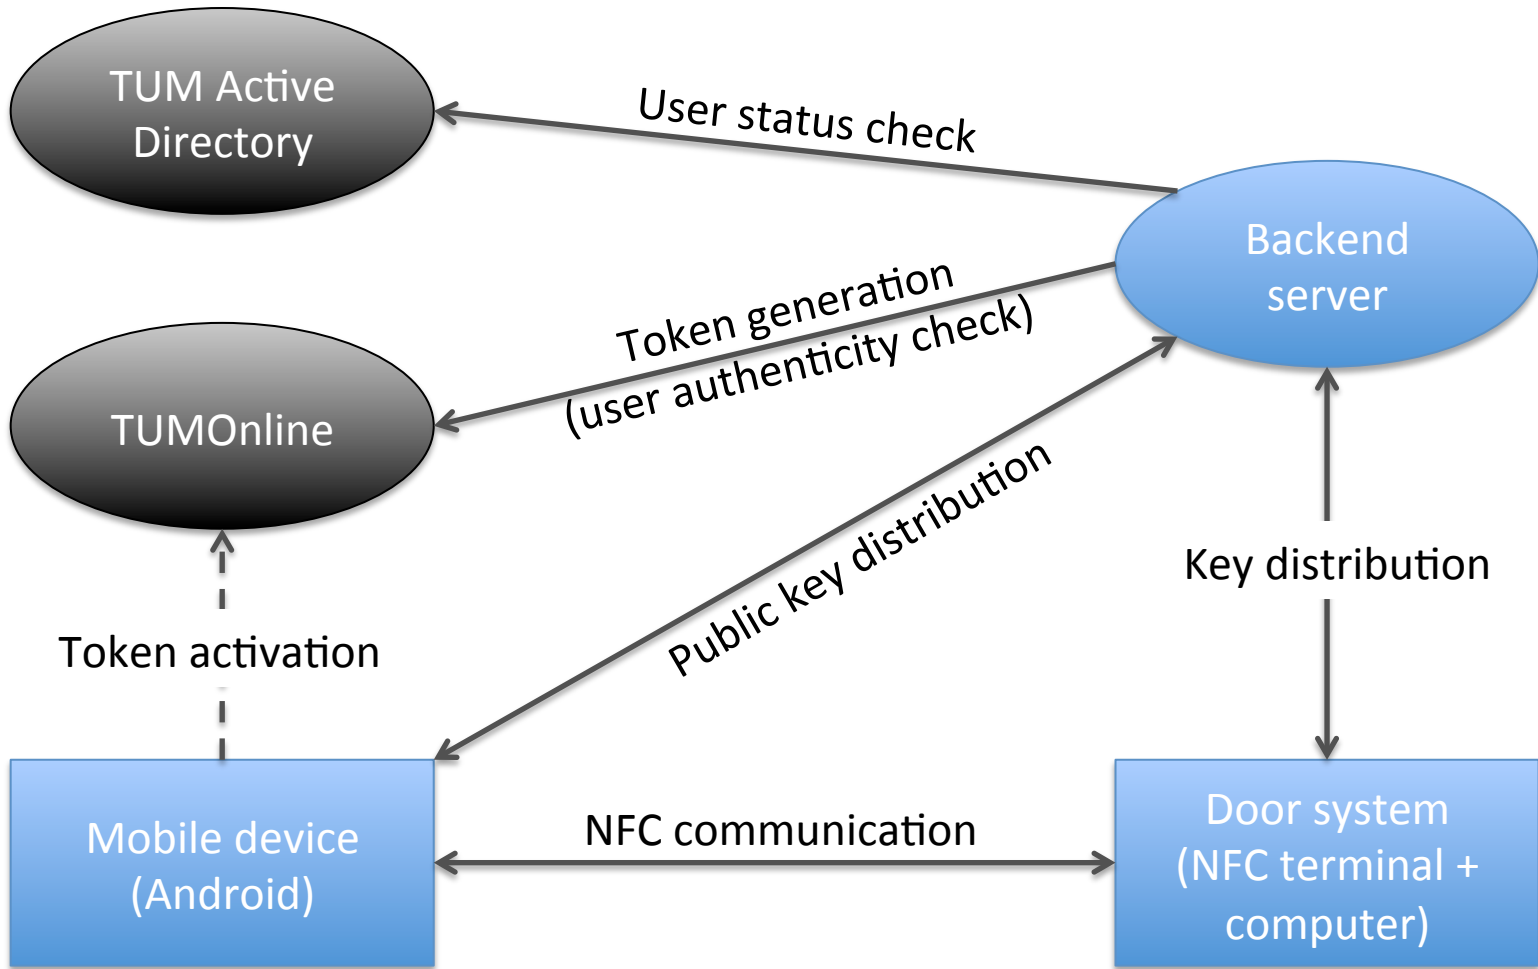 TUM Active
Directory
User status check
Backend
server
Token generation
(user authenticity check)
TUMOnline
Public key distribution
Key distribution
Token activation
Mobile device
(Android)
NFC communication
Door system
(NFC terminal +
computer)